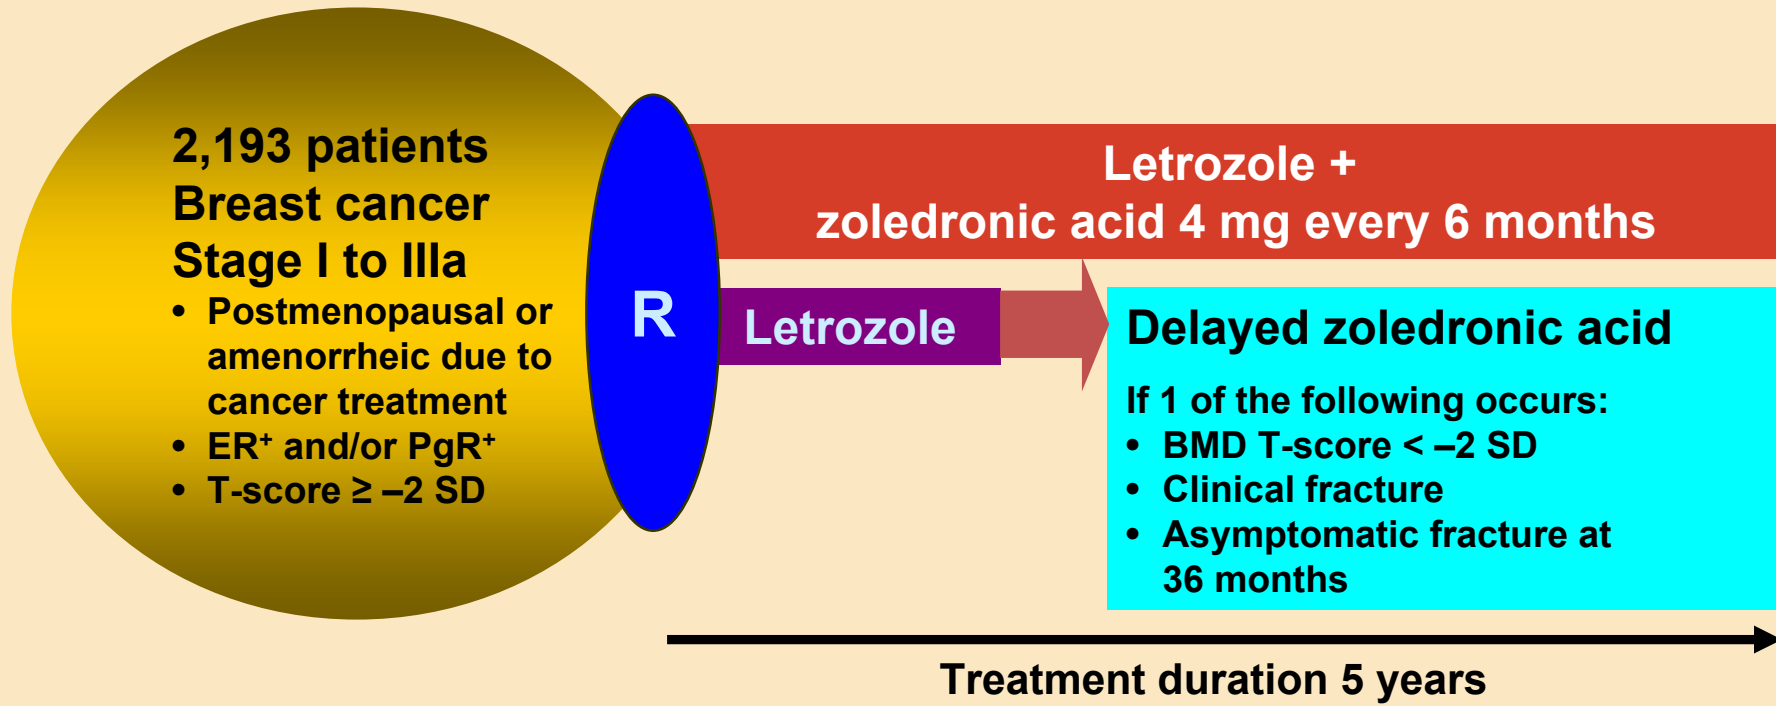 2,193 patients
Breast cancer
Stage I to IIIa
• Postmenopausal or
amenorrheic due to
cancer treatment
• ER⁺ and/or PgR⁺
• T-score ≥ –2 SD
R
Letrozole +
zoledronic acid 4 mg every 6 months
Letrozole
Delayed zoledronic acid
If 1 of the following occurs:
• BMD T-score < –2 SD
• Clinical fracture
• Asymptomatic fracture at
36 months
Treatment duration 5 years